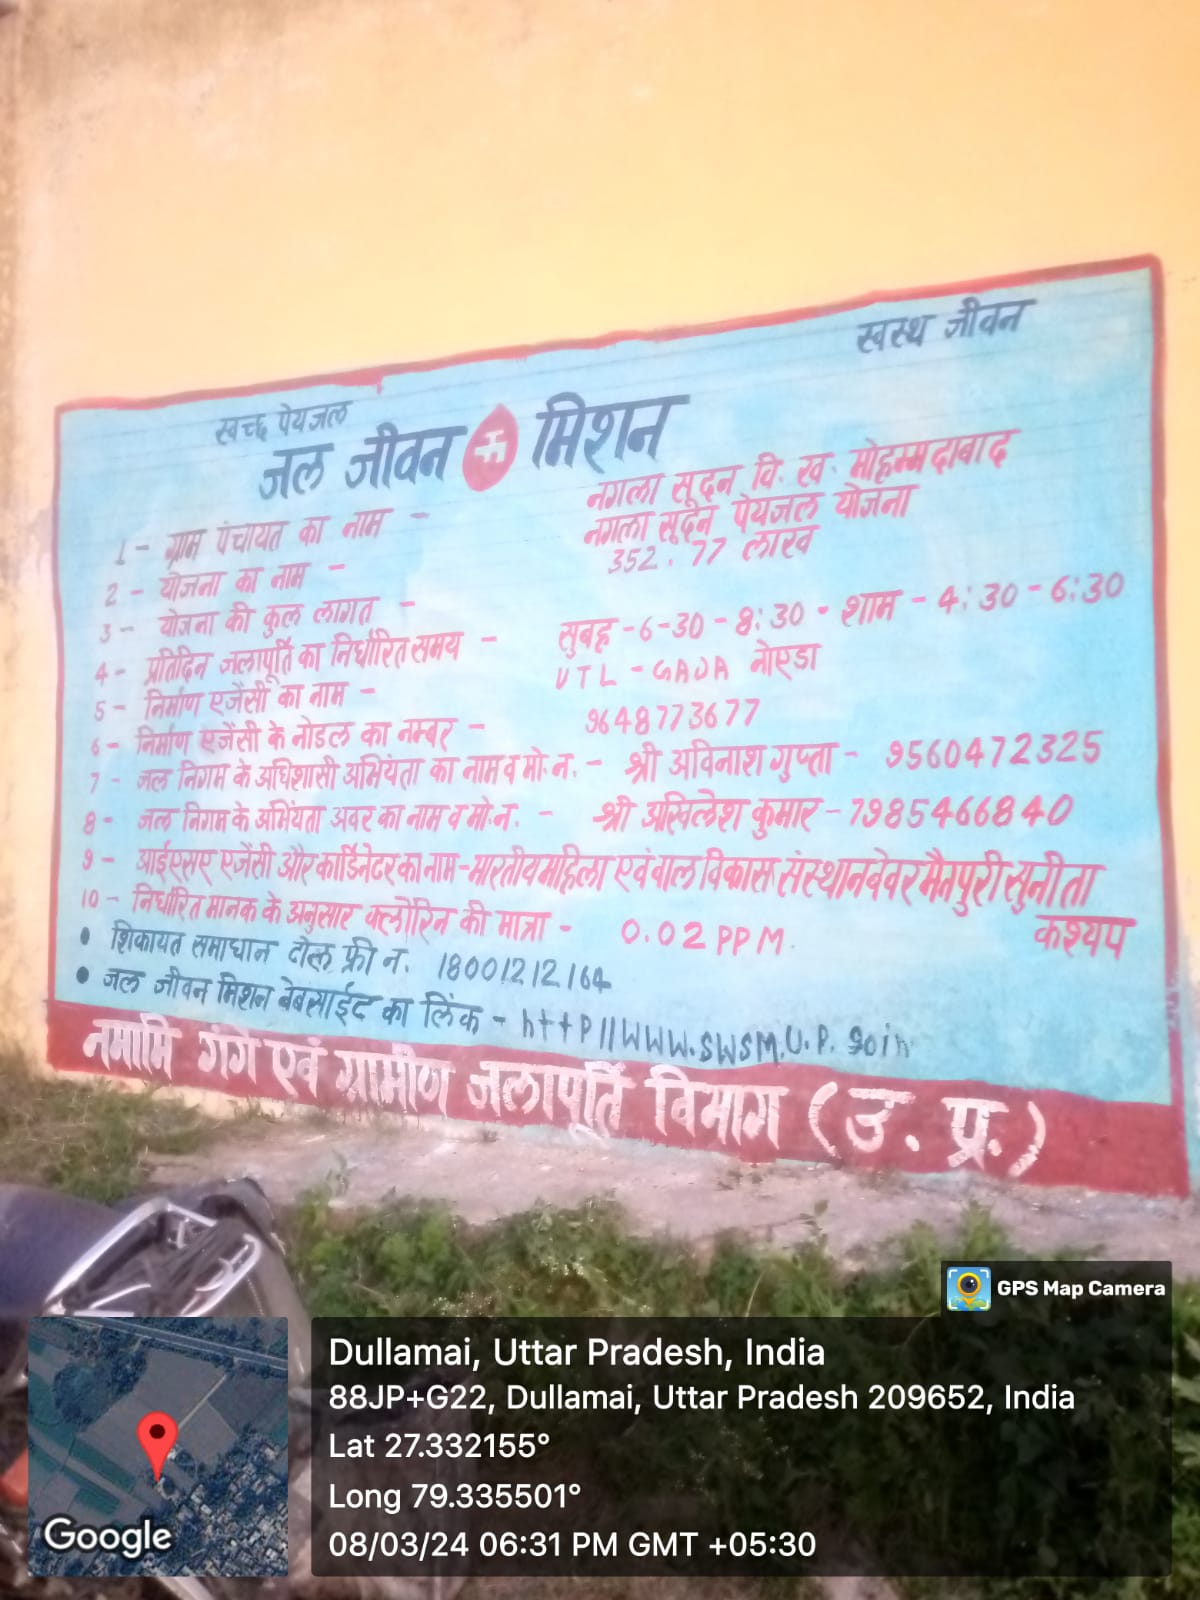 स्वस्थ जीवन
स्वच्छ पेयजल
जल जीवन मिशन
1 - ग्राम पंचायत का नाम - नगला सूदन वि. ख. मोहम्मदाबाद
2 - योजना का नाम - नगला सूदन पेयजल योजना
3 - योजना की कुल लागत - 352.77 लाख
4 - प्रतिदिन जलापूर्ति का निर्धारित समय - सुबह - 6-30 - 8:30 - शाम - 4:30 - 6:30
5 - निर्माण एजेंसी का नाम - UTL - GAJA नोएडा
6 - निर्माण एजेंसी के नोडल का नम्बर - 9648773677
7 - जल निगम के अधिशासी अभियंता का नाम व मो.न. - श्री अविनाश गुप्ता - 9560472325
8 - जल निगम के अभियंता अवर का नाम व मो.न. - श्री अखिलेश कुमार - 7985466840
9 - आईएसए एजेंसी और कार्डिनेटर का नाम - भारतीय महिला एवं बाल विकास संस्थान बेवर मैनपुरी सुनीता
कश्यप
10 - निर्धारित मानक के अनुसार क्लोरिन की मात्रा - 0.02 PPM.
• शिकायत समाधान टोल फ्री न. 18001212164
• जल जीवन मिशन बेबसाईट का लिंक - http//WWW.SWSM.U.P. goin
नमामि गंगे एवं ग्रामीण जलापूर्ति विभाग (उ. प्र.)
GPS Map Camera
Dullamai, Uttar Pradesh, India
88JP+G22, Dullamai, Uttar Pradesh 209652, India
Lat 27.332155°
Long 79.335501°
08/03/24 06:31 PM GMT +05:30
Google